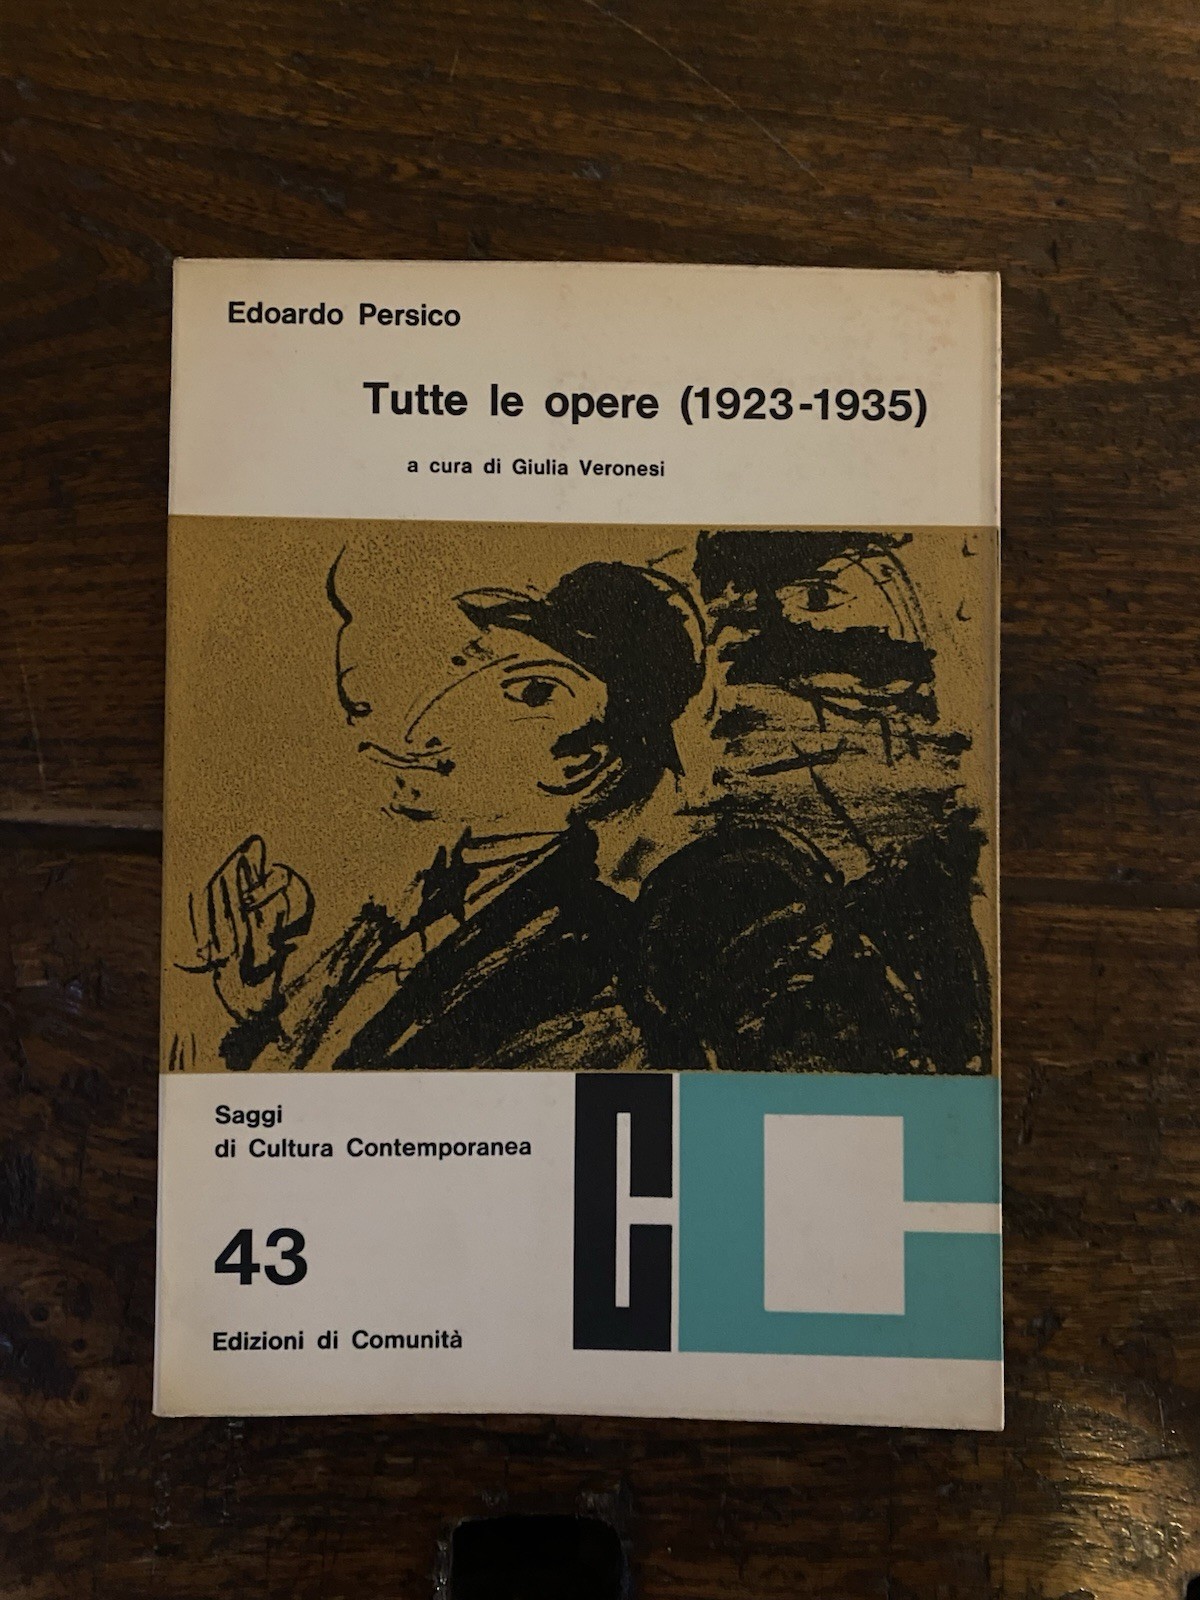 Edoardo Persico
Tutte le opere (1923-1935)
a cura di Giulia Veronesi
Saggi
di Cultura Contemporanea
43
Edizioni di Comunità
CC